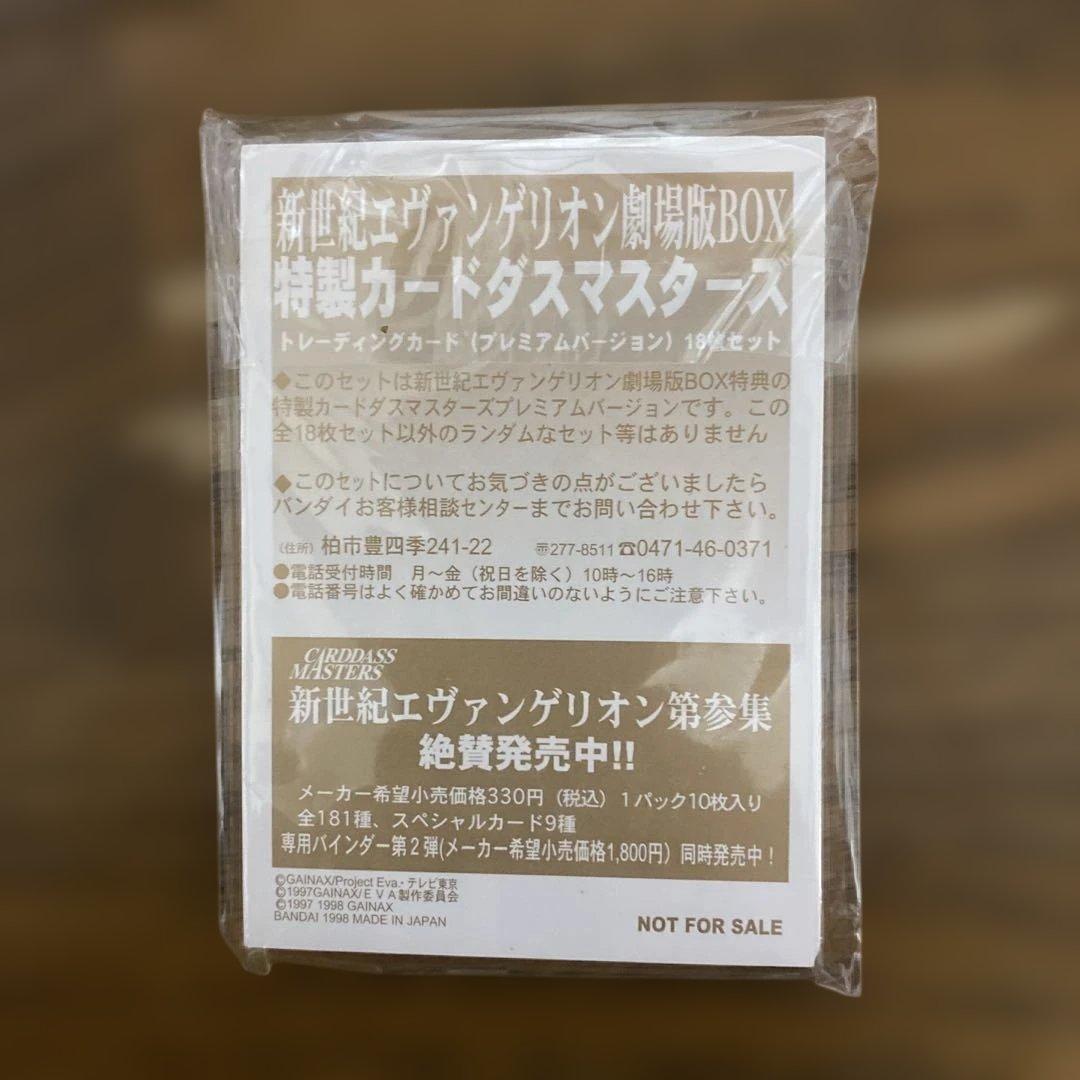 新世紀エヴァンゲリオン劇場版BOX
特製カードダスマスターズ
トレーディングカード（プレミアムバージョン）18枚セット
◆このセットは新世紀エヴァンゲリオン劇場版BOX特典の
特製カードダスマスターズプレミアムバージョンです。この
全18枚セット以外のランダムなセット等はありません
◆このセットについてお気づきの点がございましたら
バンダイお客様相談センターまでお問い合わせ下さい。
（住所）柏市豊四季241-22　〠277-8511 ☎0471-46-0371
●電話受付時間　月～金（祝日を除く）10時～16時
●電話番号はよく確かめてお間違いのないようにご注意下さい。
CARDDASS
MASTERS
新世紀エヴァンゲリオン第参集
絶賛発売中!!
メーカー希望小売価格330円（税込）1パック10枚入り
全181種、スペシャルカード9種
専用バインダー第2弾(メーカー希望小売価格1,800円）同時発売中！
©GAINAX/Project Eva.・テレビ東京
©1997GAINAX/EVA製作委員会
©1997 1998 GAINAX
BANDAI 1998 MADE IN JAPAN
NOT FOR SALE